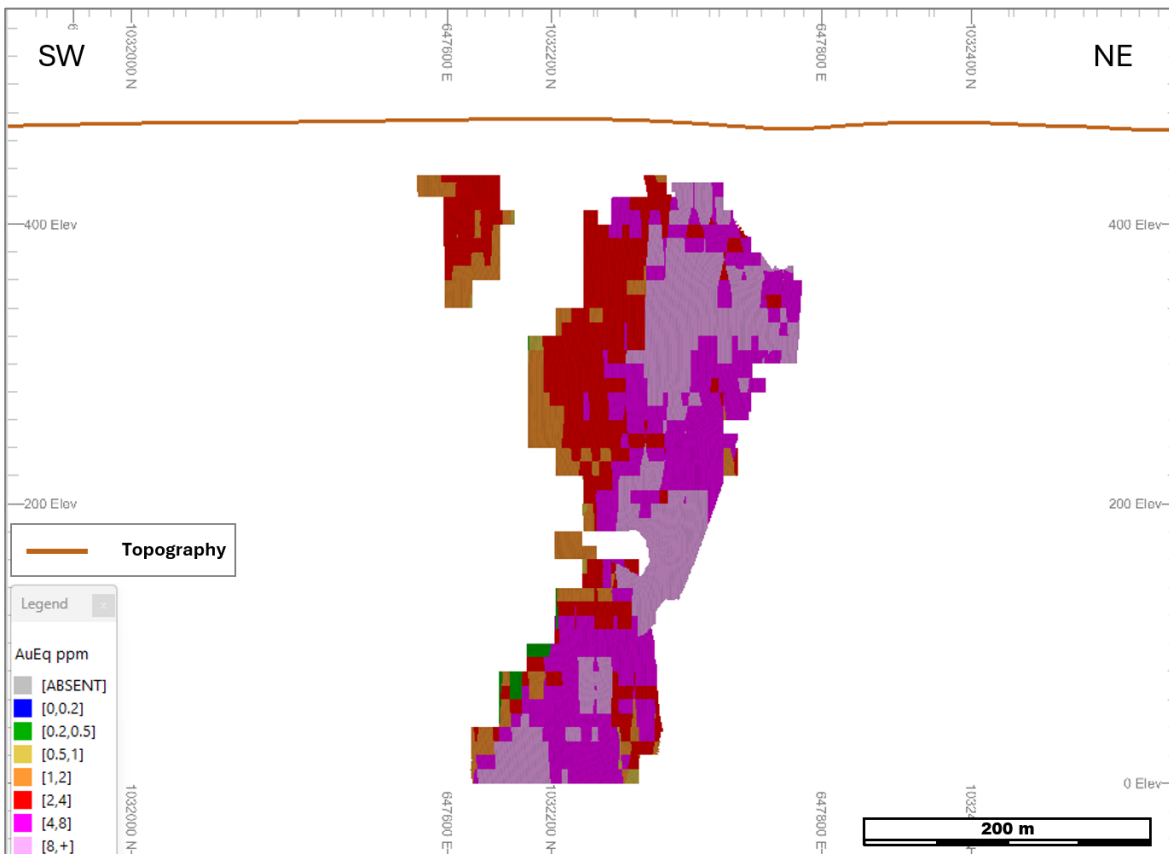 6
1032000 N
647600 E
1032200 N
647800 E
1032400 N
SW
NE
400 Elev
400 Elev
200 Elev
200 Elev
Topography
Legend
x
AuEq ppm
[ABSENT]
[0,0.2]
[0.2,0.5]
[0.5,1]
[1,2]
[2,4]
[4,8]
[8,+]
0 Elev
1032000 N
647600 E
1032200 N
647800 E
10324
200 m